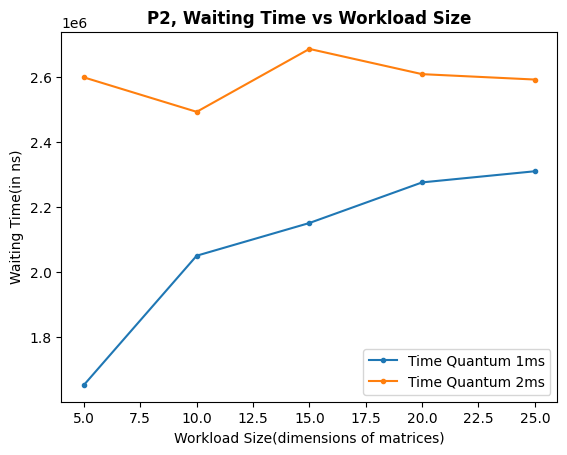 P2, Waiting Time vs Workload Size
1e6
2.6
2.4
2.2
2.0
1.8
Waiting Time(in ns)
5.0 7.5 10.0 12.5 15.0 17.5 20.0 22.5 25.0
Workload Size(dimensions of matrices)
Time Quantum 1ms
Time Quantum 2ms